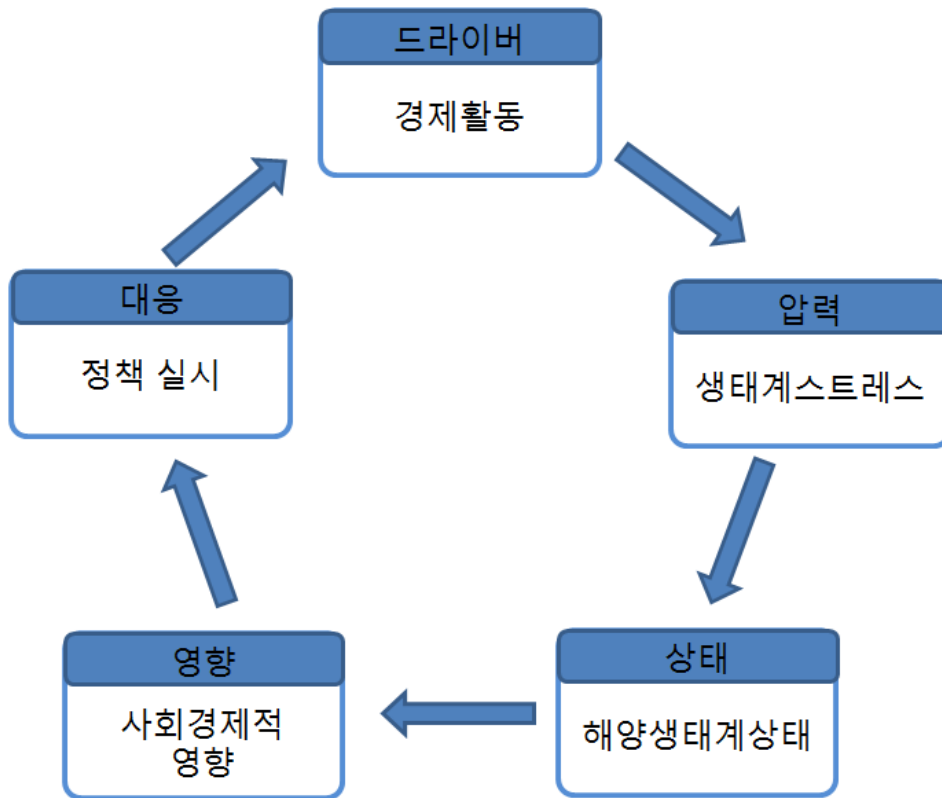 드라이버
경제활동
압력
생태계스트레스
상태
해양생태계상태
영향
사회경제적
영향
대응
정책 실시